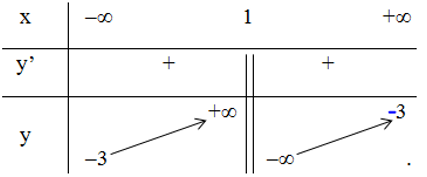 x –∞ 1 +∞
y’ + +
+∞ -3
y
–3 –∞ .